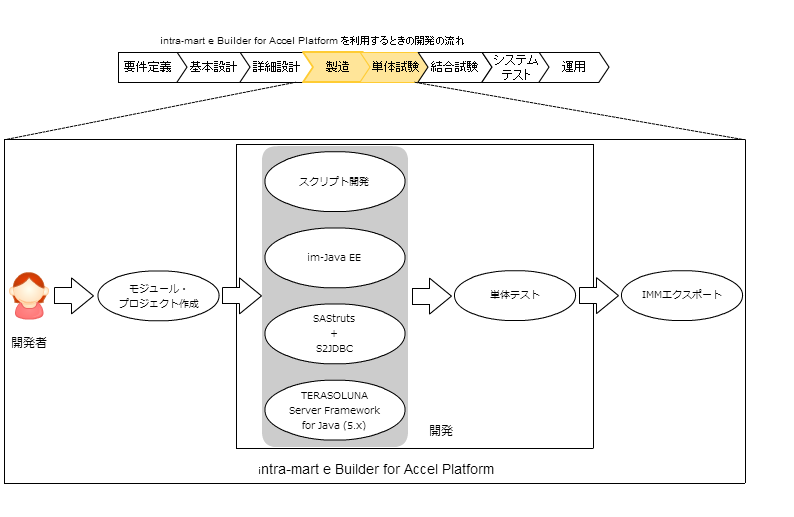 intra-mart e Builder for Accel Platform を利用するときの開発の流れ
要件定義
基本設計
詳細設計
製造
単体試験
結合試験
システム
テスト
運用
スクリプト開発
im-Java EE
SAStruts
+
S2JDBC
TERASOLUNA
Server Framework
for Java (5.x)
モジュール・
プロジェクト作成
単体テスト
IMMエクスポート
開発者
開発
intra-mart e Builder for Accel Platform